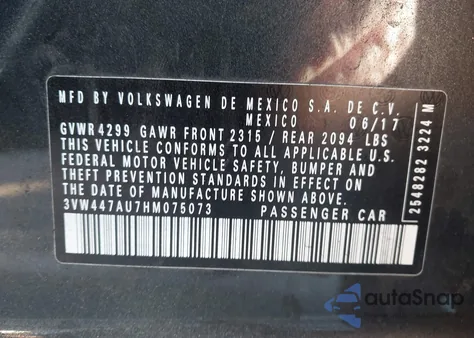 MFD BY VOLKSWAGEN DE MEXICO S.A. DE C.V.
MEXICO 06/17
GVWR 4299 GAWR FRONT 2315 / REAR 2094 LBS
THIS VEHICLE CONFORMS TO ALL APPLICABLE U.S.
FEDERAL MOTOR VEHICLE SAFETY, BUMPER AND
THEFT PREVENTION STANDARDS IN EFFECT ON
THE DATE OF MANUFACTURE SHOWN ABOVE.
3VW447AU7HM075073 PASSENGER CAR
2548282 3224 M
autoSnap